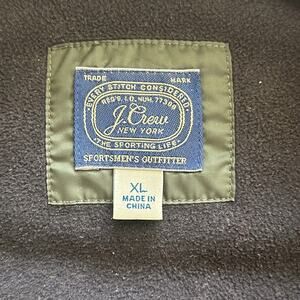 TRADE MARK
EVERY STITCH CONSIDERED
REG'D. I.D. NUM. 77388
J.Crew
NEW YORK
THE SPORTING LIFE
SPORTSMEN'S OUTFITTER
XL
MADE IN
CHINA